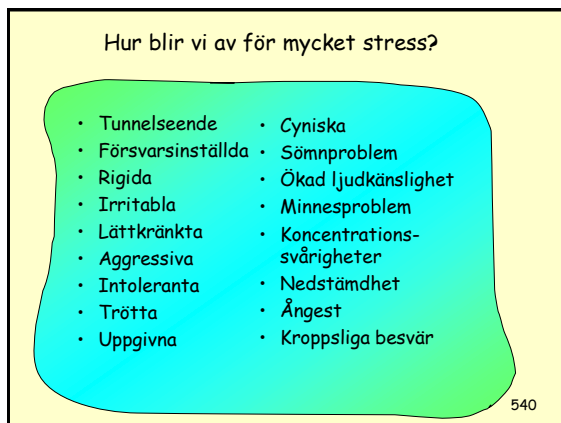 Hur blir vi av för mycket stress?
• Tunnelseende
• Försvarsinställda
• Rigida
• Irritabla
• Lättkränkta
• Aggressiva
• Intoleranta
• Trötta
• Uppgivna
• Cyniska
• Sömnproblem
• Ökad ljudkänslighet
• Minnesproblem
• Koncentrations-
svårigheter
• Nedstämdhet
• Ångest
• Kroppsliga besvär
540